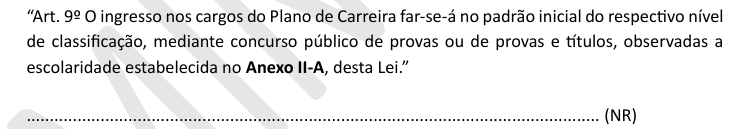 “Art. 9º O ingresso nos cargos do Plano de Carreira far-se-á no padrão inicial do respectivo nível
de classificação, mediante concurso público de provas ou de provas e títulos, observadas a
escolaridade estabelecida no Anexo II-A, desta Lei.”
.................................................................................................................................. (NR)